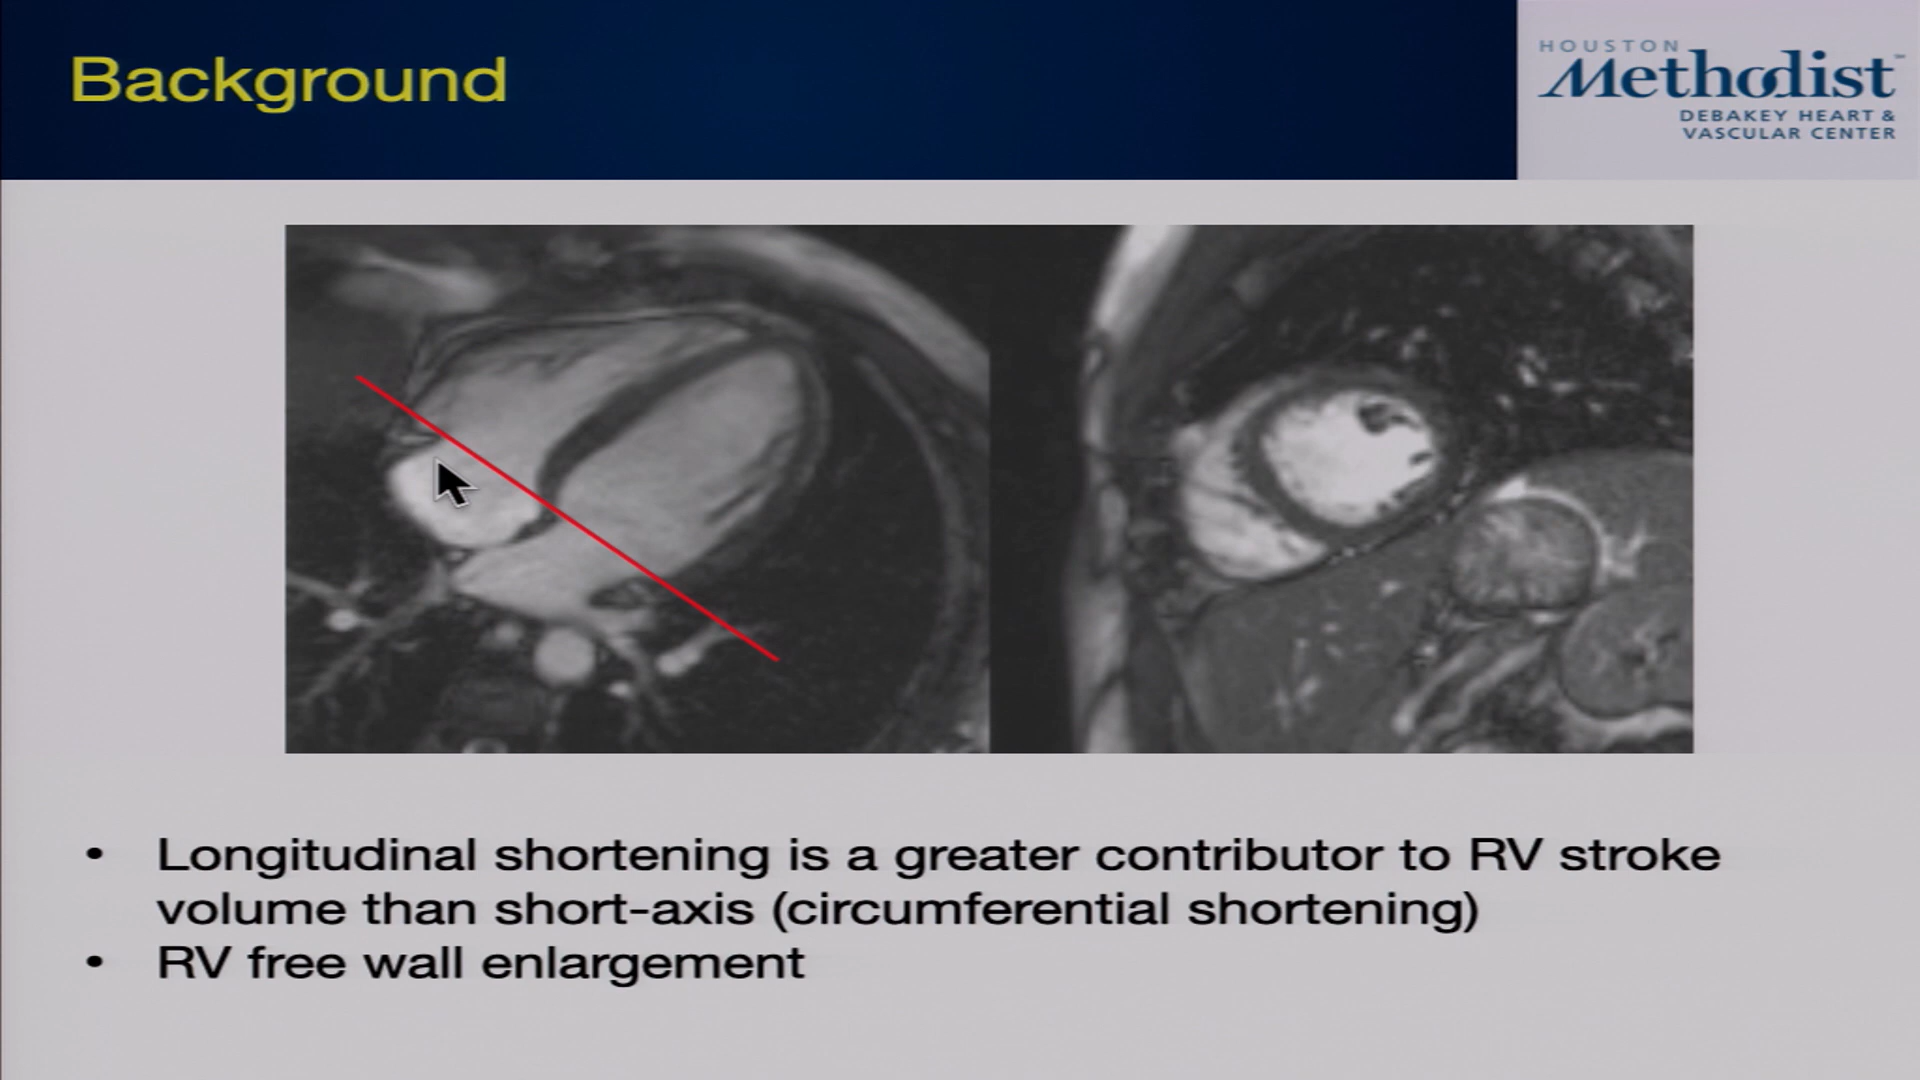 Background
HOUSTON
Methodist
DEBAKEY HEART &
VASCULAR CENTER
• Longitudinal shortening is a greater contributor to RV stroke
volume than short-axis (circumferential shortening)
• RV free wall enlargement